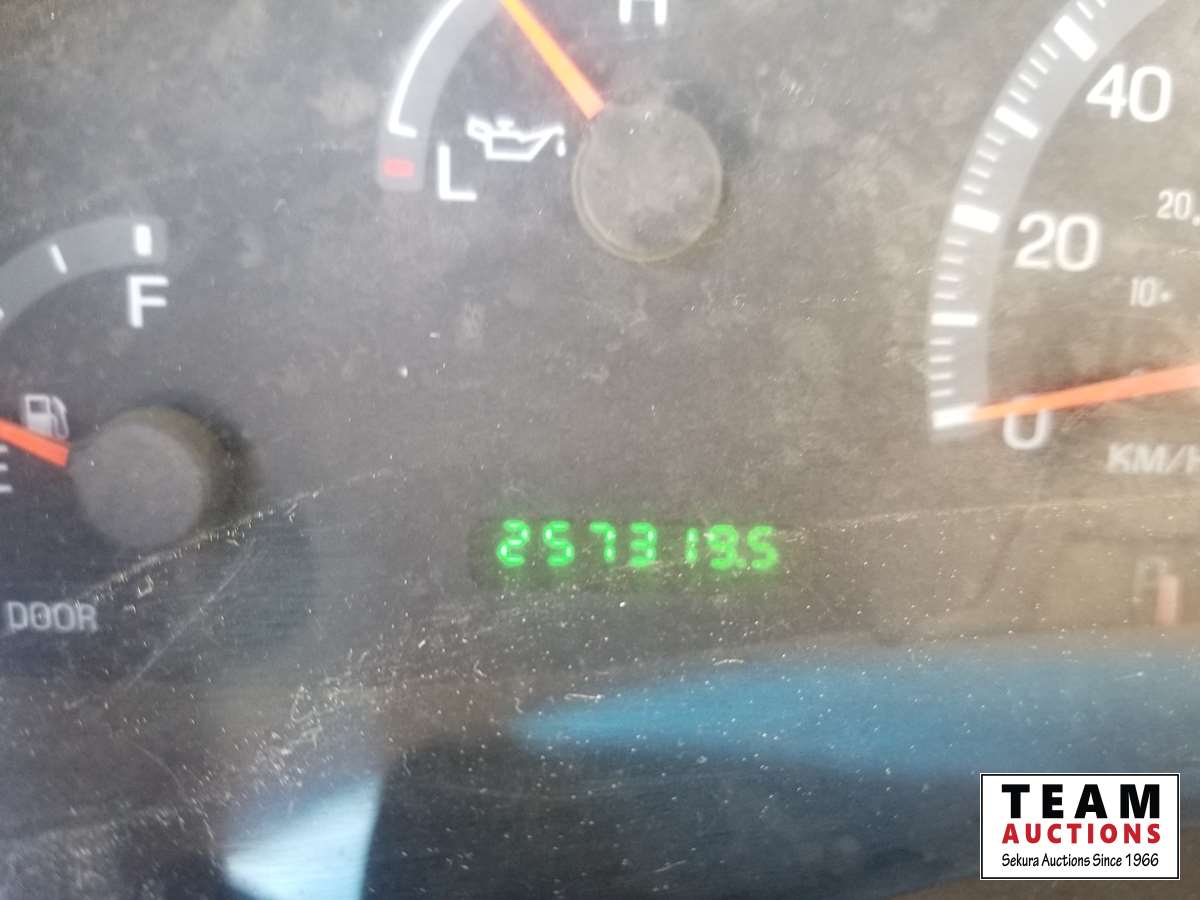 H
40
L
20
20
F
10
0
E
KM/H
257319.5
DOOR
TEAM
AUCTIONS
Sekura Auctions Since 1966